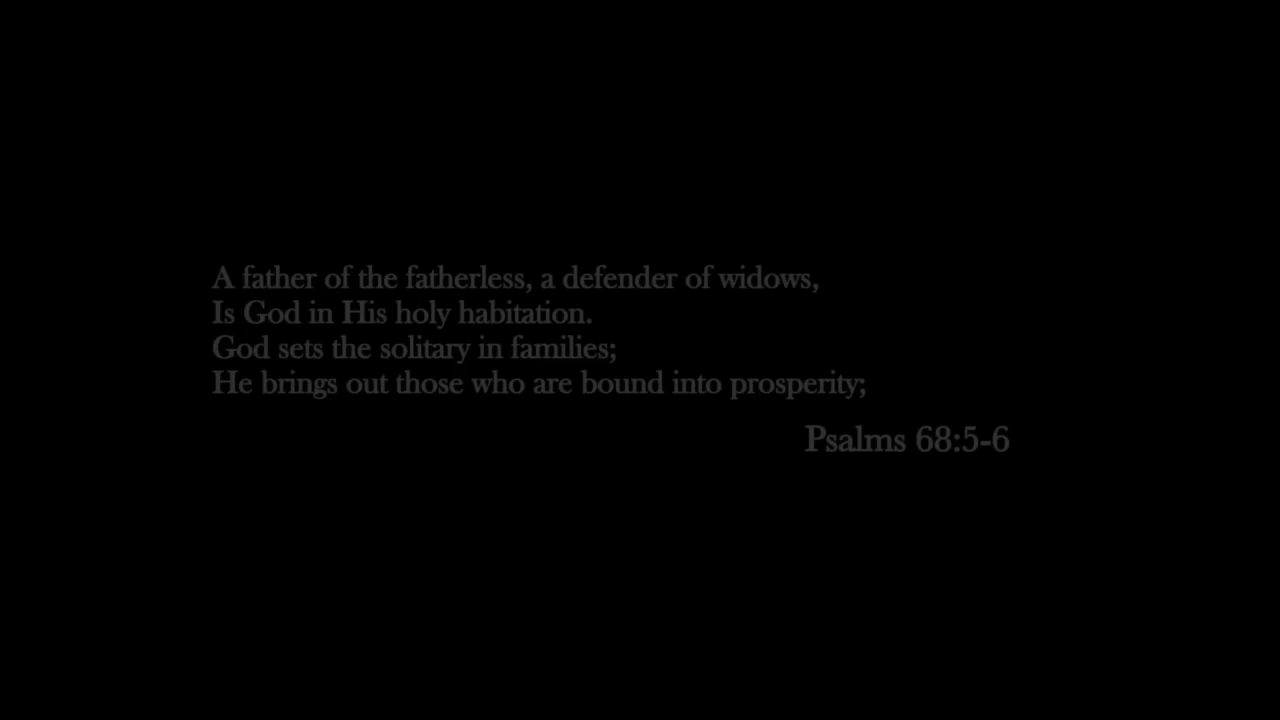 A father of the fatherless, a defender of widows,
Is God in His holy habitation.
God sets the solitary in families;
He brings out those who are bound into prosperity;
Psalms 68:5-6